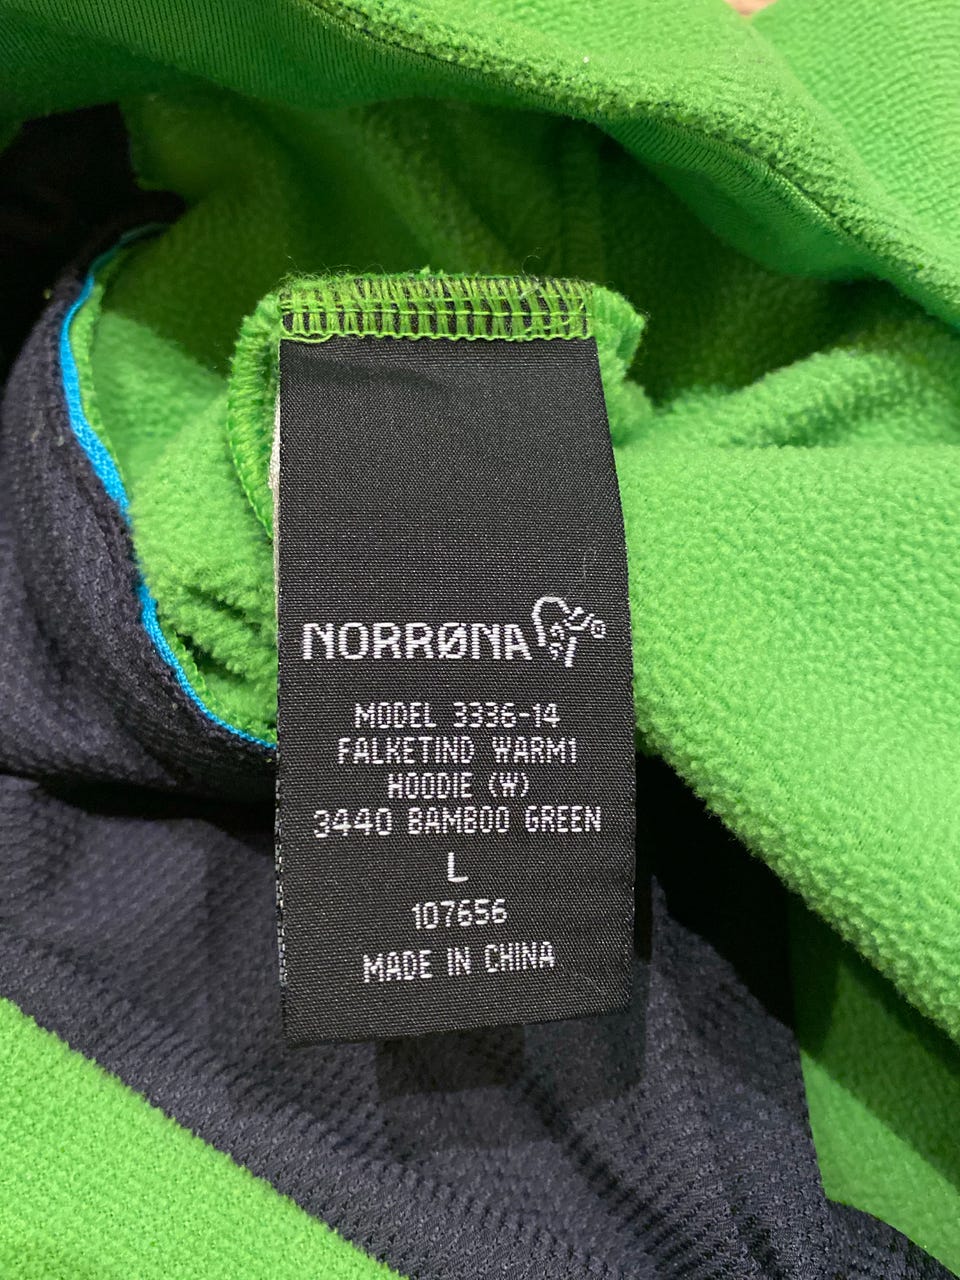 NORRØNA
MODEL 3336-14
FALKETIND WARM1
HOODIE (W)
3440 BAMBOO GREEN
L
107656
MADE IN CHINA